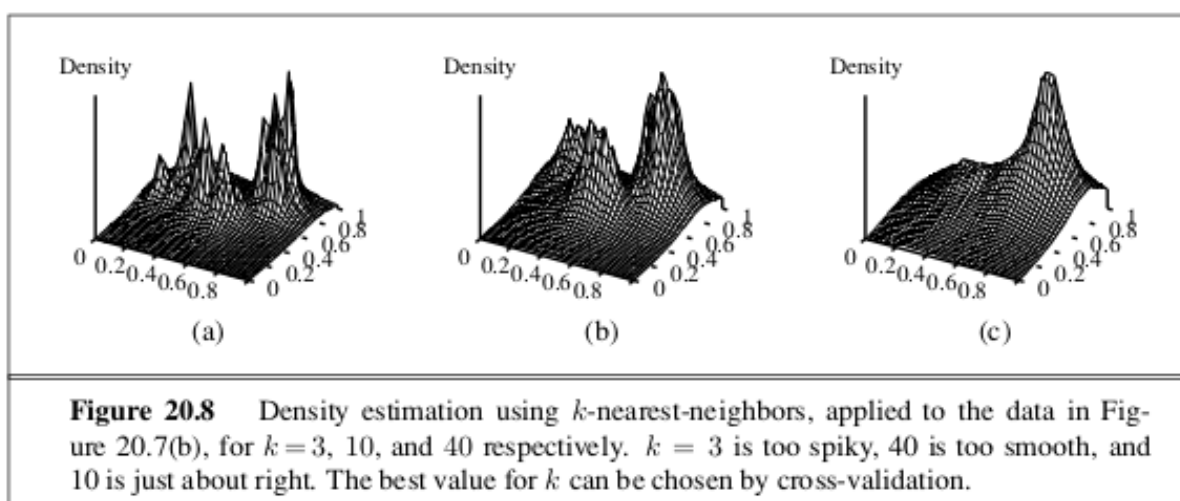 Density Density Density
0 0.2 0.4 0.6 0.8 0 0.2 0.4 0.6 0.8 1
0 0.2 0.4 0.6 0.8 0 0.2 0.4 0.6 0.8 1
0 0.2 0.4 0.6 0.8 0 0.2 0.4 0.6 0.8 1
(a) (b) (c)
Figure 20.8 Density estimation using k-nearest-neighbors, applied to the data in Fig-
ure 20.7(b), for k = 3, 10, and 40 respectively. k = 3 is too spiky, 40 is too smooth, and
10 is just about right. The best value for k can be chosen by cross-validation.